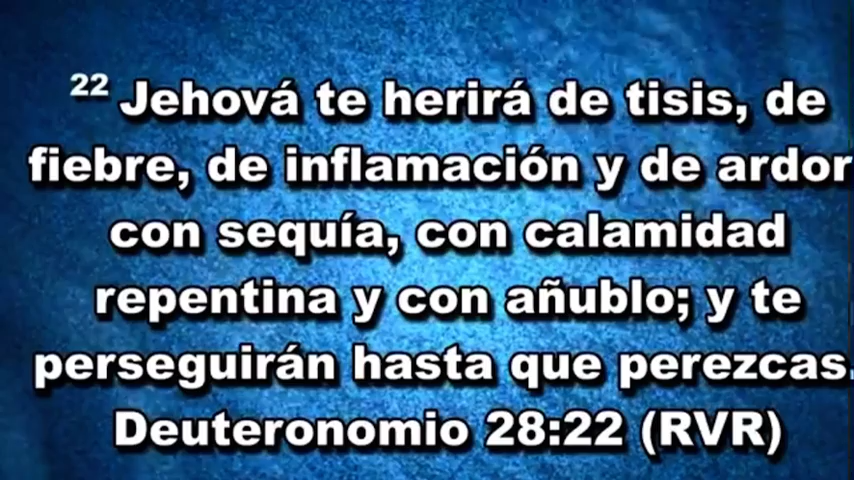 22 Jehová te herirá de tisis, de
fiebre, de inflamación y de ardor
con sequía, con calamidad
repentina y con añublo; y te
perseguirán hasta que perezcas.
Deuteronomio 28:22 (RVR)